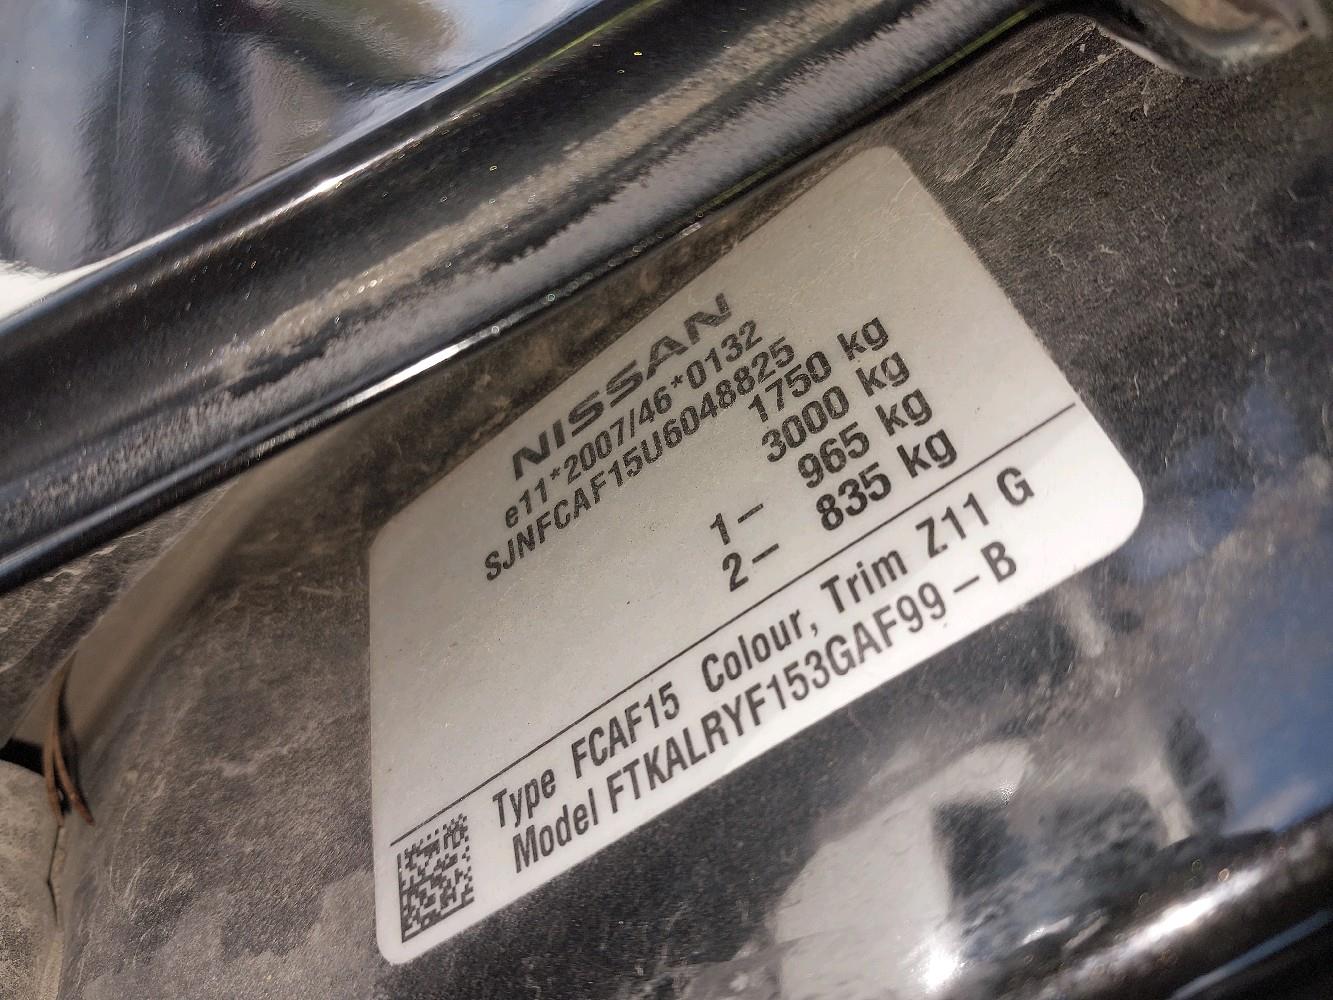 NISSAN
e11*2007/46*0132
SJNFCAF15U6048825
1750 kg
3000 kg
1- 965 kg
2- 835 kg
Type FCAF15 Colour, Trim Z11 G
Model FTKALRYF153GAF99-B